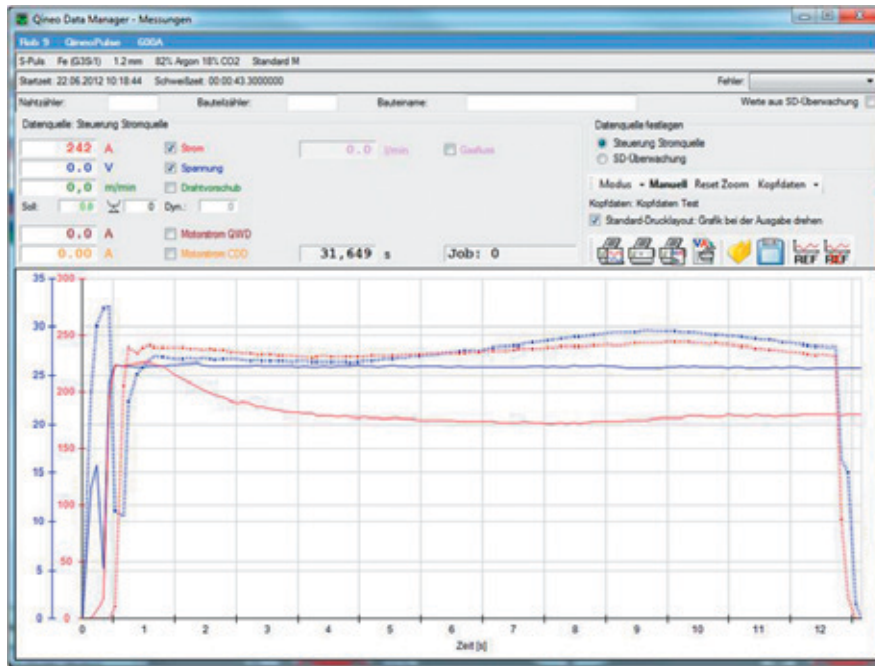 Qineo Data Manager - Messungen
Rob 9 QineoPulse 600A
S-Puls Fe (G3Si1) 1.2 mm 82% Argon 18% CO2 Standard M
Startzeit: 22.06.2012 10:18:44 Schweißzeit: 00:00:43.3000000 Fehler:
Nahtzähler: Bauteilzähler: Bauteilname: Werte aus SD-Überwachung
Datenquelle: Steuerung Stromquelle Datenquelle festlegen
242 A Strom 0.0 l/min Gasfluss Steuerung Stromquelle
0.0 V Spannung SD-Überwachung
0,0 m/min Drahtvorschub Modus Manuell Reset Zoom Kopfdaten
Soll: 0.0 0 Dyn.: 0 Kopfdaten: Kopfdaten Test
Standard-Drucklayout: Grafik bei der Ausgabe drehen
0.0 A Motorstrom QWD
0.00 A Motorstrom CDD 31,649 s Job: 0 REF REF
35 300
30 250
25 200
20 150
15 100
10 50
5
0 0
0 1 2 3 4 5 6 7 8 9 10 11 12
Zeit [s]